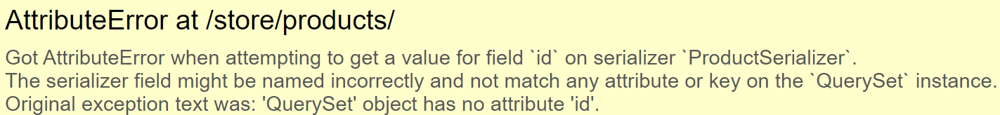 AttributeError at /store/products/
Got AttributeError when attempting to get a value for field `id` on serializer `ProductSerializer`.
The serializer field might be named incorrectly and not match any attribute or key on the `QuerySet` instance.
Original exception text was: 'QuerySet' object has no attribute 'id'.